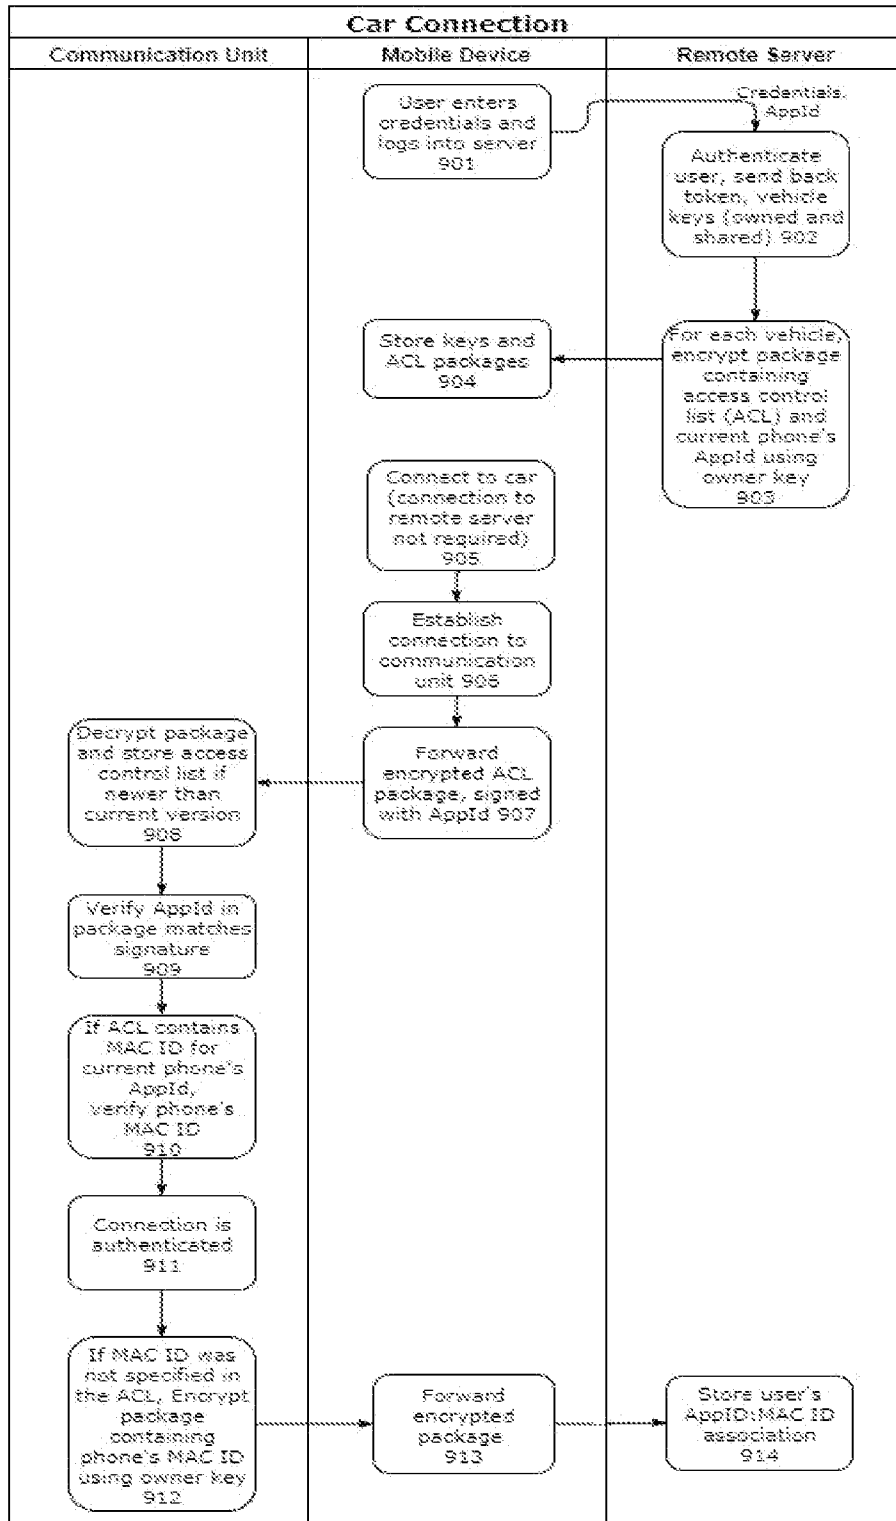 Car Connection
Communication Unit
Mobile Device
Remote Server
User enters
credentials and
logs into server
901
Credentials,
AppId
Authenticate
user, send back
token, vehicle
keys (owned and
shared) 902
For each vehicle,
encrypt package
containing
access control
list (ACL) and
current phone's
AppId using
owner key
903
Store keys and
ACL packages
904
Connect to car
(connection to
remote server
not required)
905
Establish
connection to
communication
unit 906
Forward
encrypted ACL
package, signed
with AppId 907
Decrypt package
and store access
control list if
newer than
current version
908
Verify AppId in
package matches
signature
909
If ACL contains
MAC ID for
current phone's
AppId,
verify phone's
MAC ID
910
Connection is
authenticated
911
If MAC ID was
not specified in
the ACL, Encrypt
package
containing
phone's MAC ID
using owner key
912
Forward
encrypted
package
913
Store user's
AppID:MAC ID
association
914